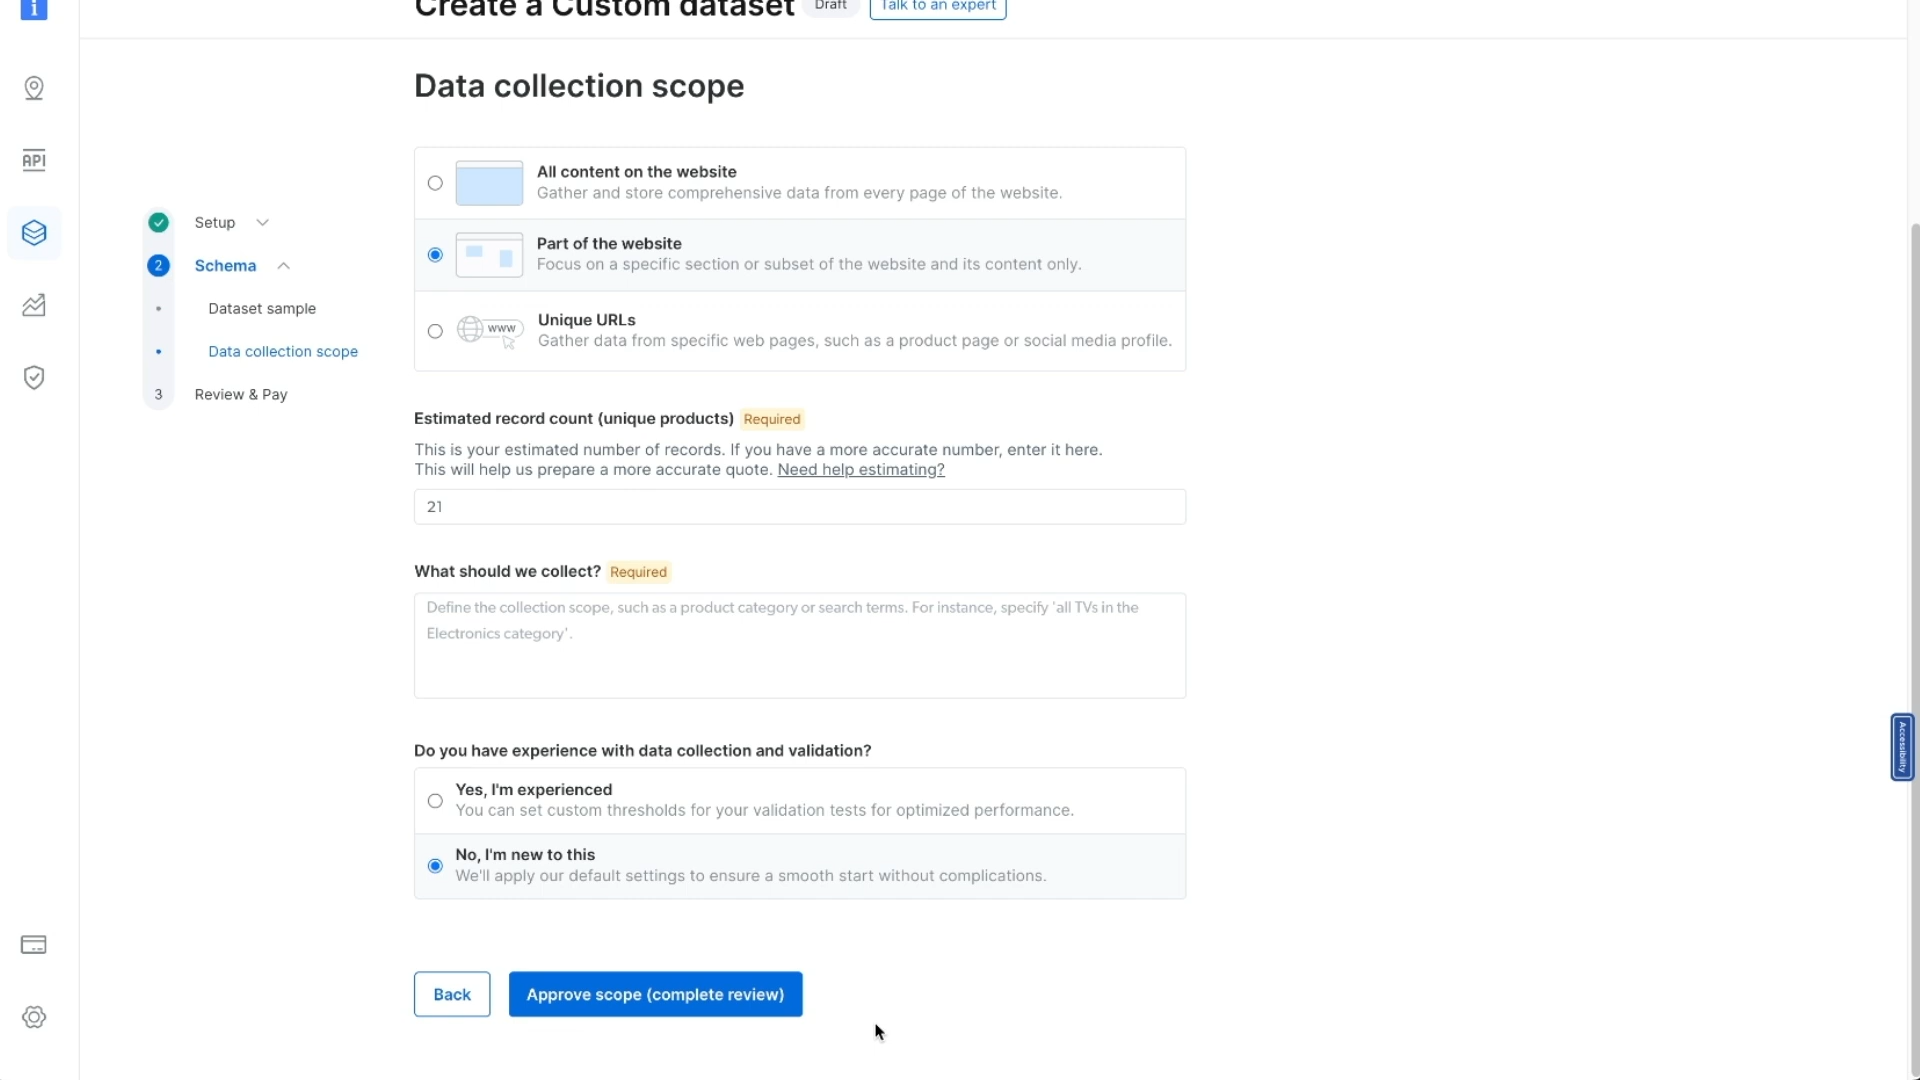 Create a Custom dataset
Draft
Talk to an expert
Data collection scope
API
Setup
2
Schema
Dataset sample
Data collection scope
3
Review & Pay
All content on the website
Gather and store comprehensive data from every page of the website.
Part of the website
Focus on a specific section or subset of the website and its content only.
www
Unique URLs
Gather data from specific web pages, such as a product page or social media profile.
Estimated record count (unique products)
Required
This is your estimated number of records. If you have a more accurate number, enter it here.
This will help us prepare a more accurate quote. Need help estimating?
21
What should we collect?
Required
Define the collection scope, such as a product category or search terms. For instance, specify 'all TVs in the
Electronics category'.
Do you have experience with data collection and validation?
Yes, I'm experienced
You can set custom thresholds for your validation tests for optimized performance.
No, I'm new to this
We'll apply our default settings to ensure a smooth start without complications.
Back
Approve scope (complete review)
Accessibility